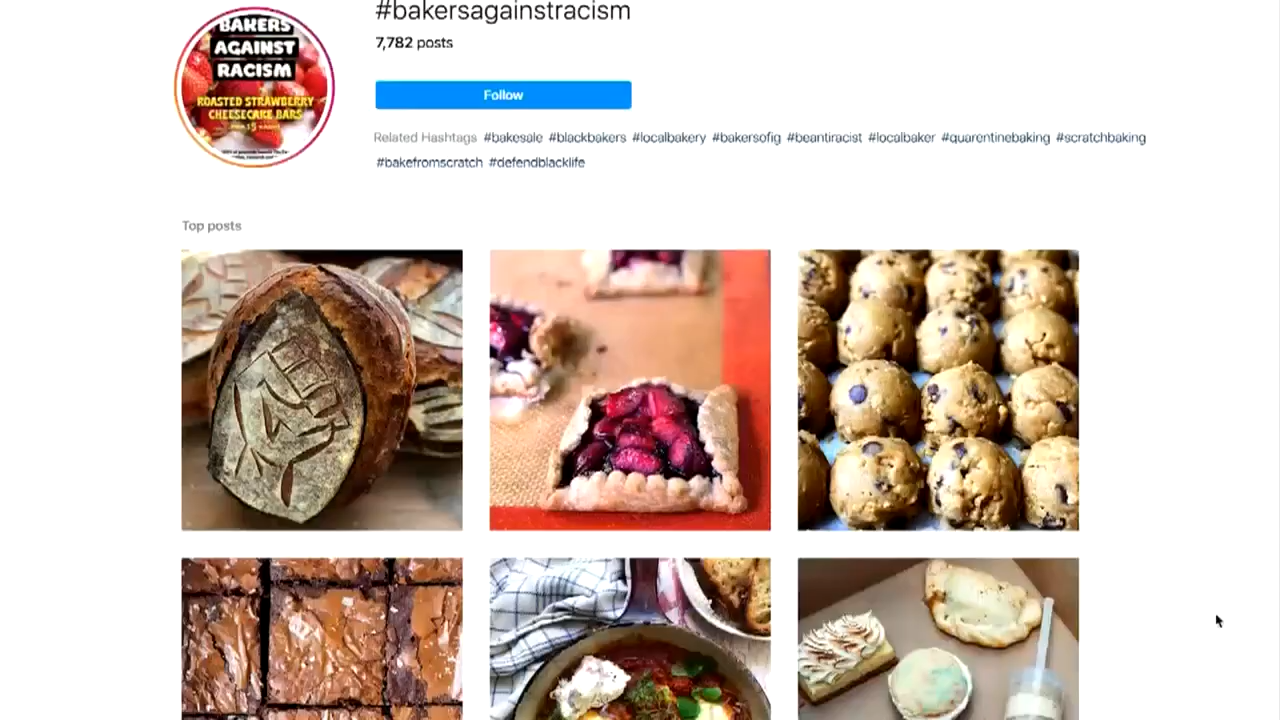 #bakersagainstracism
7,782 posts
BAKERS
AGAINST
RACISM
ROASTED STRAWBERRY
CHEESECAKE BARS
Follow
Related Hashtags #bakesale #blackbakers #localbakery #bakersofig #beantiracist #localbaker #quarentinebaking #scratchbaking
#bakefromscratch #defendblacklife
Top posts